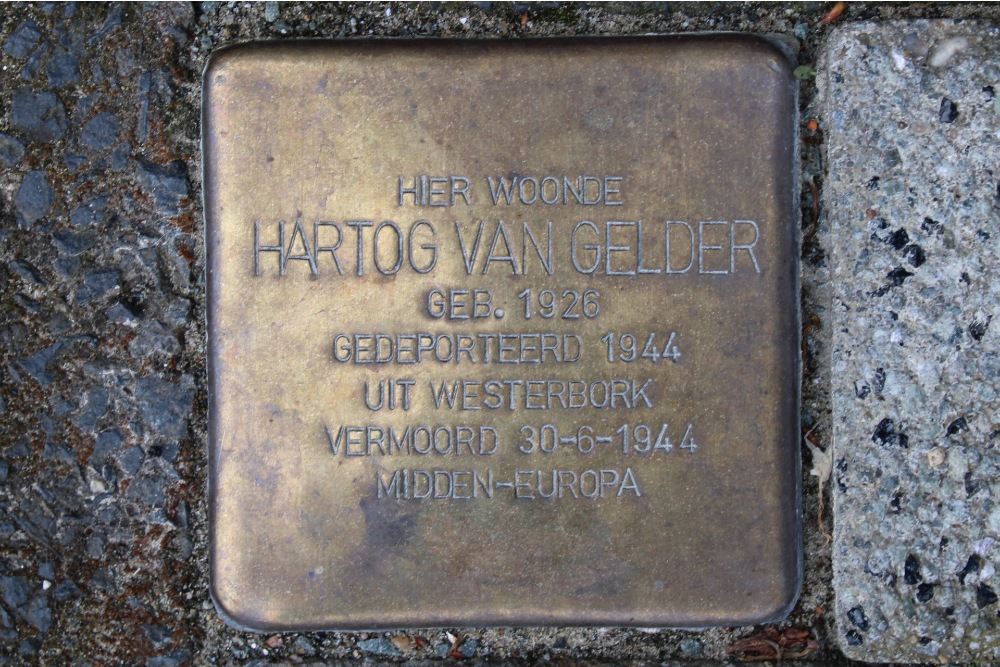 HIER WOONDE
HARTOG VAN GELDER
GEB. 1926
GEDEPORTEERD 1944
UIT WESTERBORK
VERMOORD 30-6-1944
MIDDEN-EUROPA